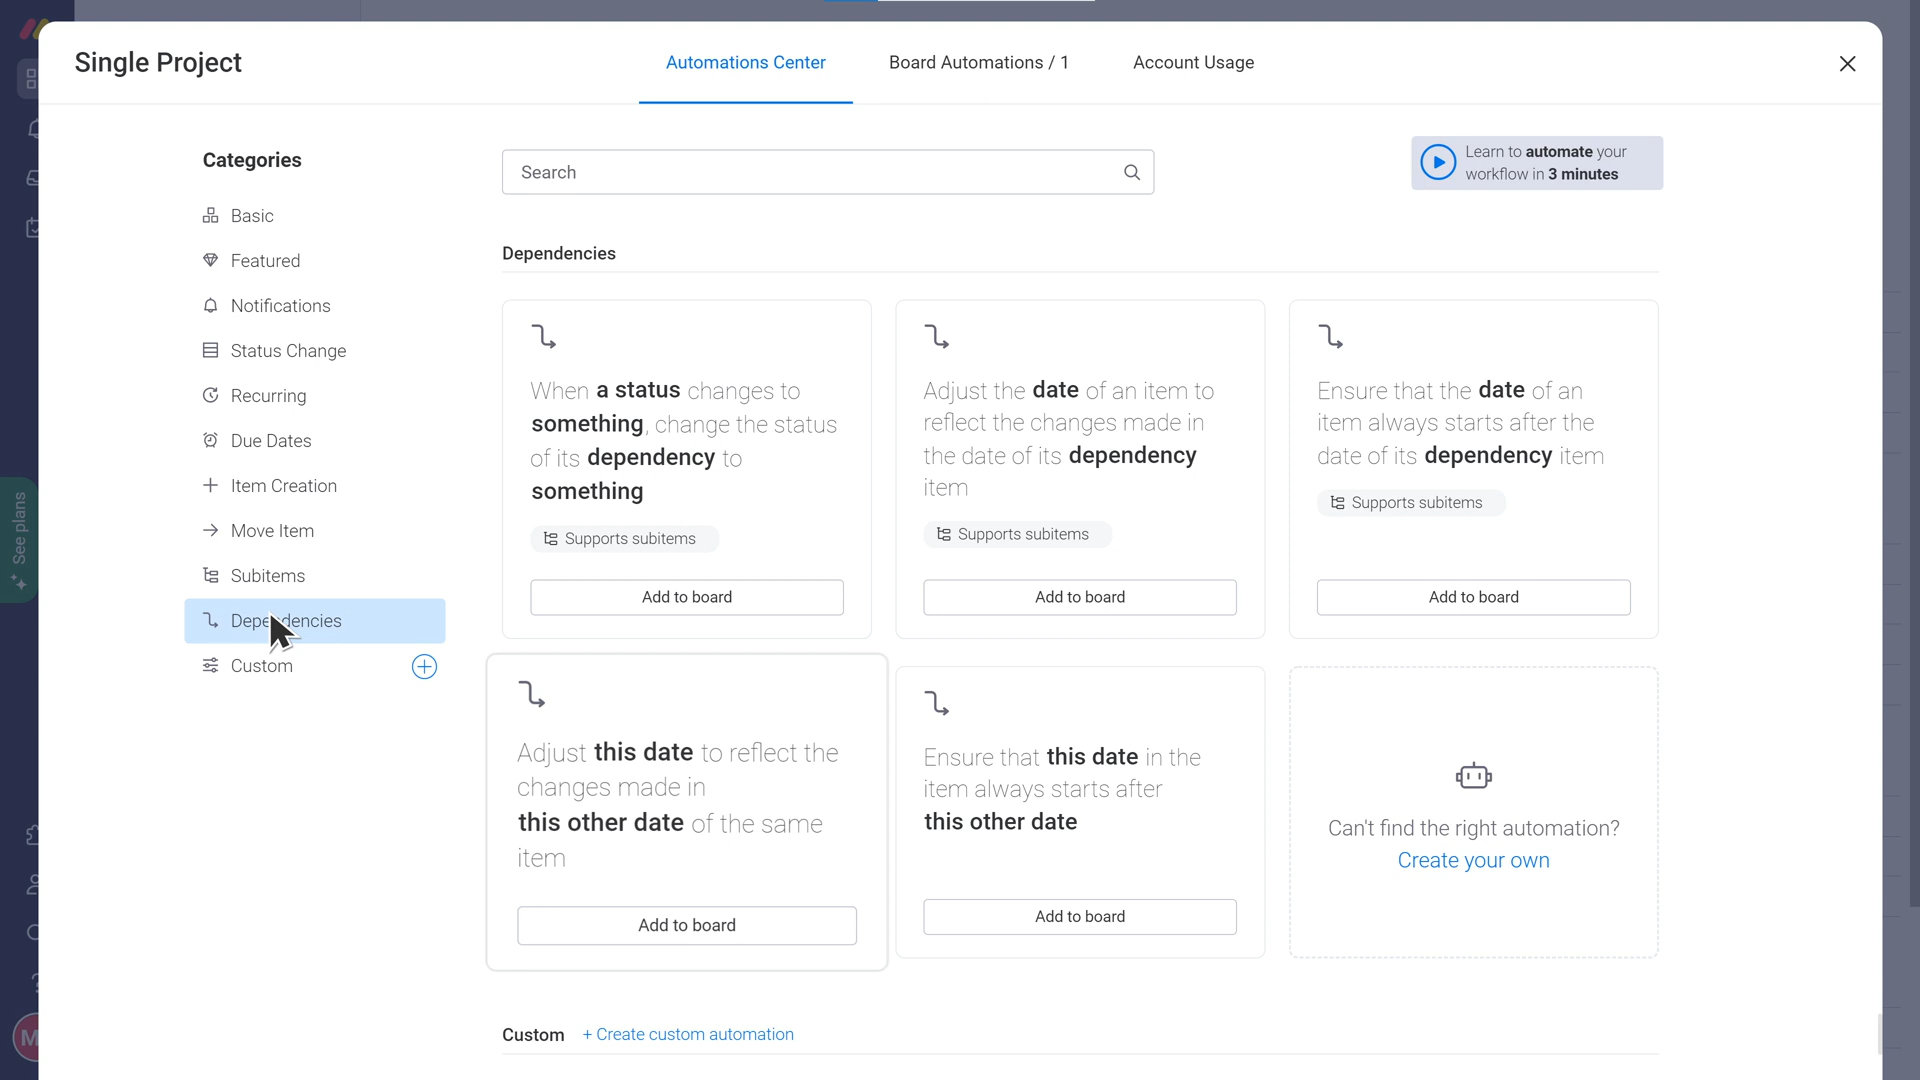 Single Project
Automations Center
Board Automations / 1
Account Usage
Categories
Basic
Featured
Notifications
Status Change
Recurring
Due Dates
Item Creation
Move Item
Subitems
Dependencies
Custom
See plans
M
Search
Learn to automate your
workflow in 3 minutes
Dependencies
When a status changes to
something, change the status
of its dependency to
something
Supports subitems
Add to board
Adjust the date of an item to
reflect the changes made in
the date of its dependency
item
Supports subitems
Add to board
Ensure that the date of an
item always starts after the
date of its dependency item
Supports subitems
Add to board
Adjust this date to reflect the
changes made in
this other date of the same
item
Add to board
Ensure that this date in the
item always starts after
this other date
Add to board
Can't find the right automation?
Create your own
Custom + Create custom automation